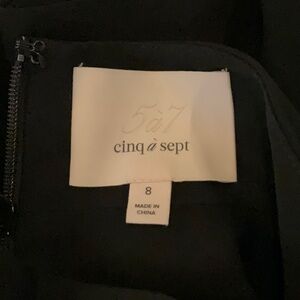 5à7
cinq à sept
8
MADE IN
CHINA